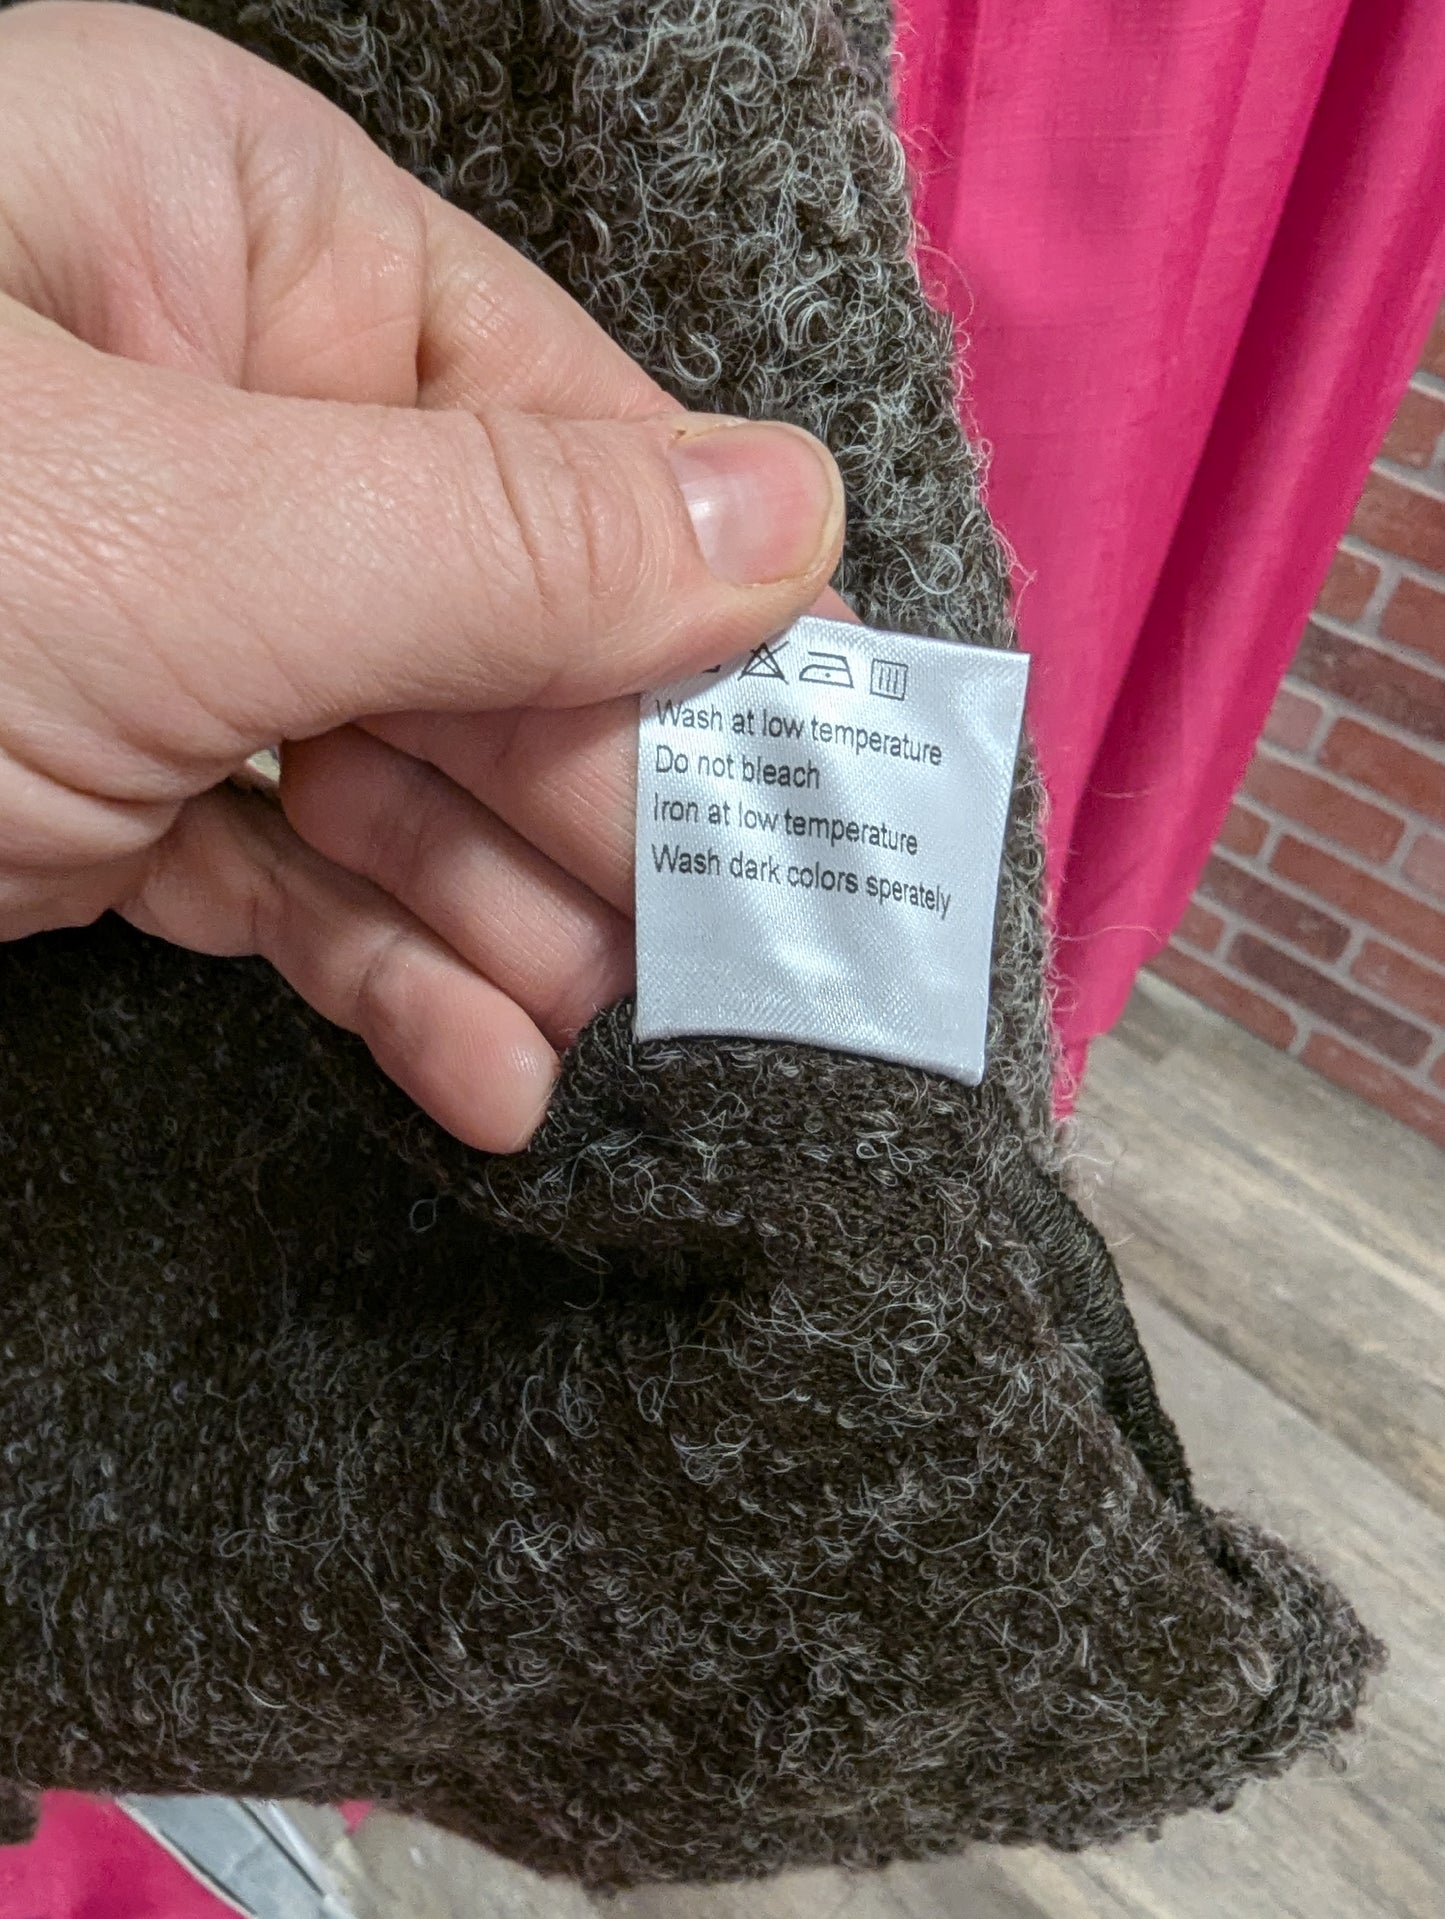 Wash at low temperature
Do not bleach
Iron at low temperature
Wash dark colors sperately